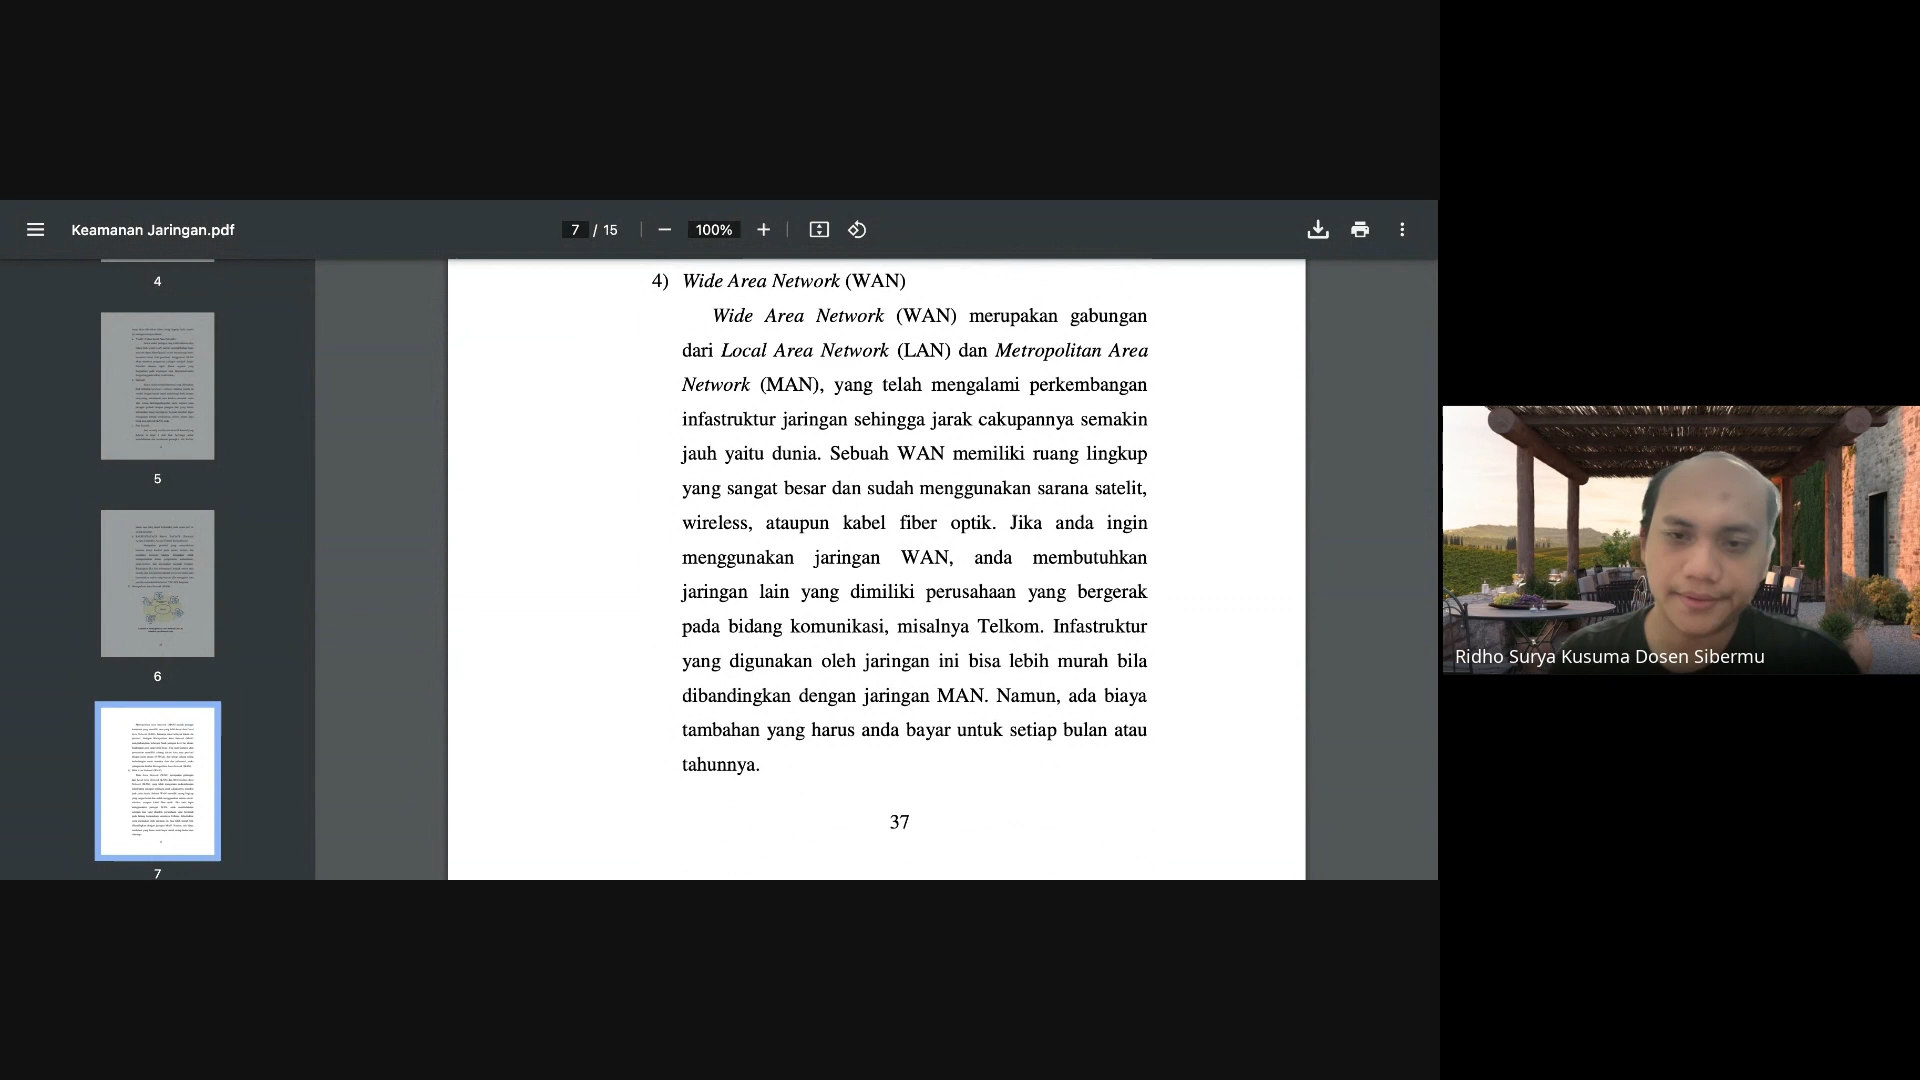 Keamanan Jaringan.pdf
7 / 15
100%
4
5
6
7
4) Wide Area Network (WAN)
Wide Area Network (WAN) merupakan gabungan
dari Local Area Network (LAN) dan Metropolitan Area
Network (MAN), yang telah mengalami perkembangan
infastruktur jaringan sehingga jarak cakupannya semakin
jauh yaitu dunia. Sebuah WAN memiliki ruang lingkup
yang sangat besar dan sudah menggunakan sarana satelit,
wireless, ataupun kabel fiber optik. Jika anda ingin
menggunakan jaringan WAN, anda membutuhkan
jaringan lain yang dimiliki perusahaan yang bergerak
pada bidang komunikasi, misalnya Telkom. Infastruktur
yang digunakan oleh jaringan ini bisa lebih murah bila
dibandingkan dengan jaringan MAN. Namun, ada biaya
tambahan yang harus anda bayar untuk setiap bulan atau
tahunnya.
37
Ridho Surya Kusuma Dosen Sibermu